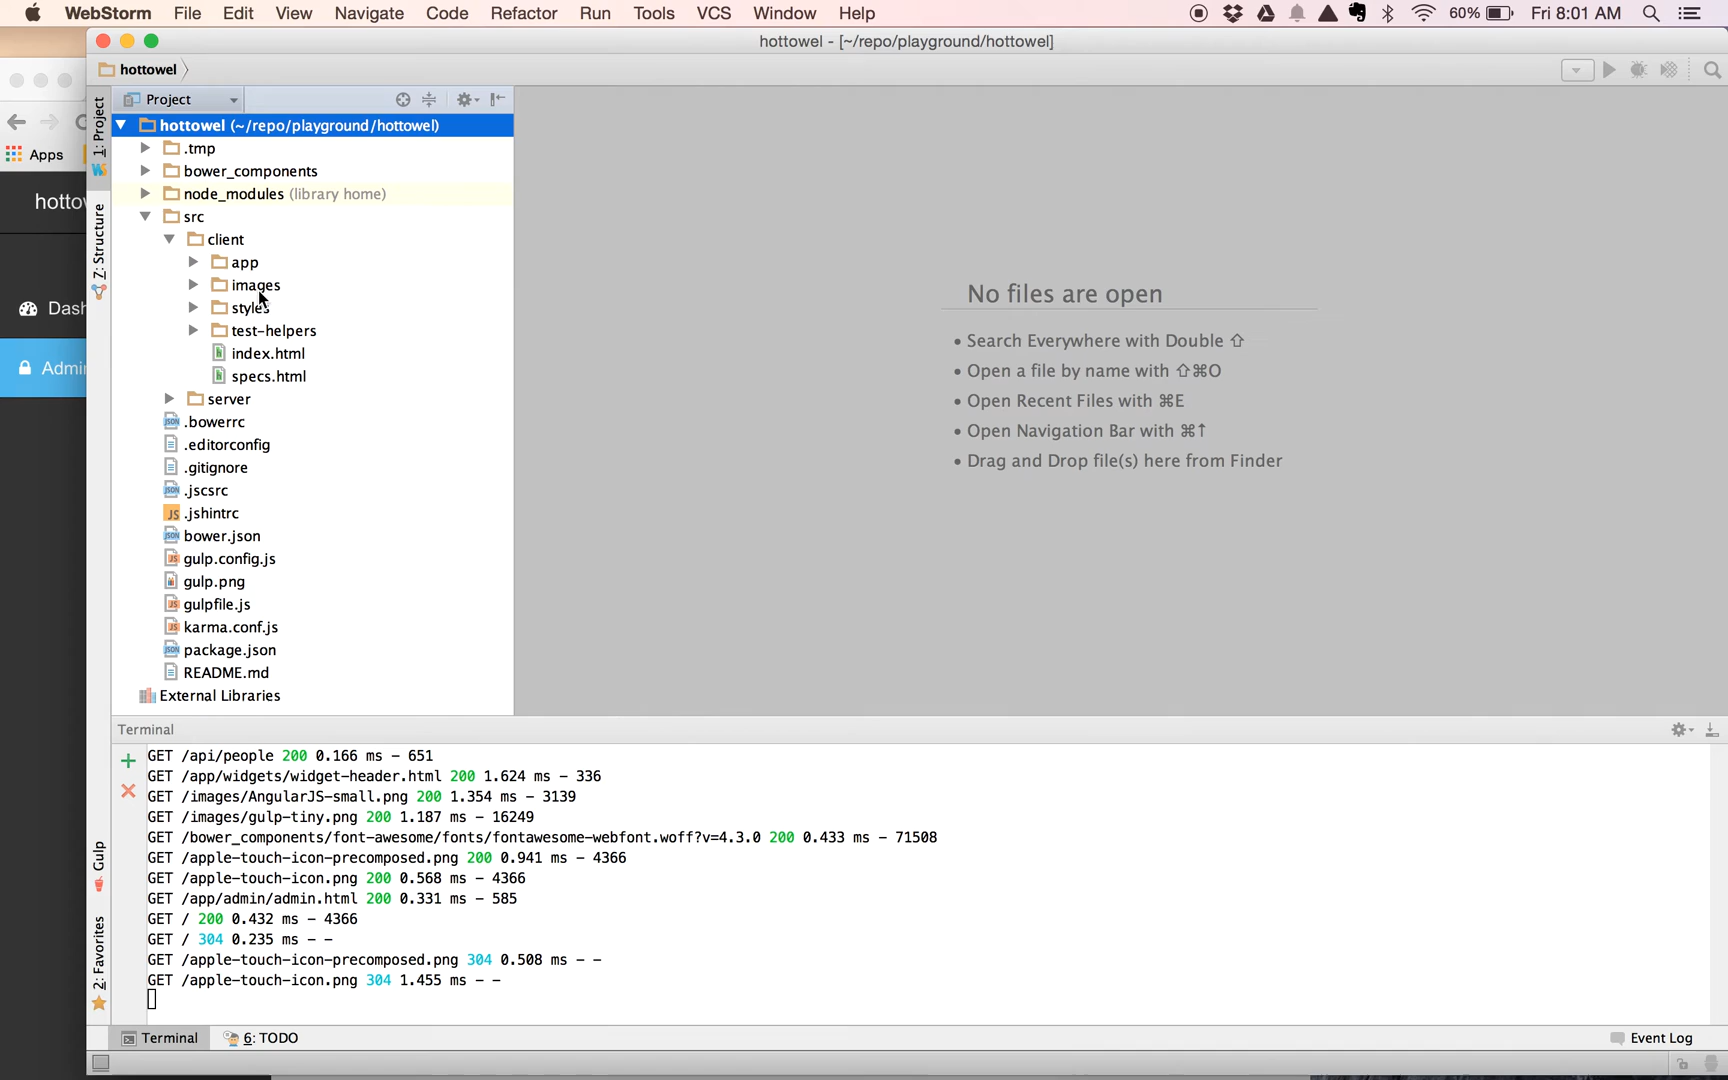 WebStorm File Edit View Navigate Code Refactor Run Tools VCS Window Help 60% Fri 8:01 AM
hottowel - [~/repo/playground/hottowel]
hottowel
Project
1: Project
Z: Structure
Gulp
2: Favorites
Apps
Dash
Admi
hottowel (~/repo/playground/hottowel)
.tmp
bower_components
node_modules (library home)
src
client
app
images
styles
test-helpers
index.html
specs.html
server
.bowerrc
.editorconfig
.gitignore
.jscsrc
.jshintrc
bower.json
gulp.config.js
gulp.png
gulpfile.js
karma.conf.js
package.json
README.md
External Libraries
No files are open
• Search Everywhere with Double ⇧
• Open a file by name with ⇧⌘O
• Open Recent Files with ⌘E
• Open Navigation Bar with ⌘↑
• Drag and Drop file(s) here from Finder
Terminal
GET /api/people 200 0.166 ms - 651
GET /app/widgets/widget-header.html 200 1.624 ms - 336
GET /images/AngularJS-small.png 200 1.354 ms - 3139
GET /images/gulp-tiny.png 200 1.187 ms - 16249
GET /bower_components/font-awesome/fonts/fontawesome-webfont.woff?v=4.3.0 200 0.433 ms - 71508
GET /apple-touch-icon-precomposed.png 200 0.941 ms - 4366
GET /apple-touch-icon.png 200 0.568 ms - 4366
GET /app/admin/admin.html 200 0.331 ms - 585
GET / 200 0.432 ms - 4366
GET / 304 0.235 ms - -
GET /apple-touch-icon-precomposed.png 304 0.508 ms - -
GET /apple-touch-icon.png 304 1.455 ms - -
Terminal 6: TODO Event Log